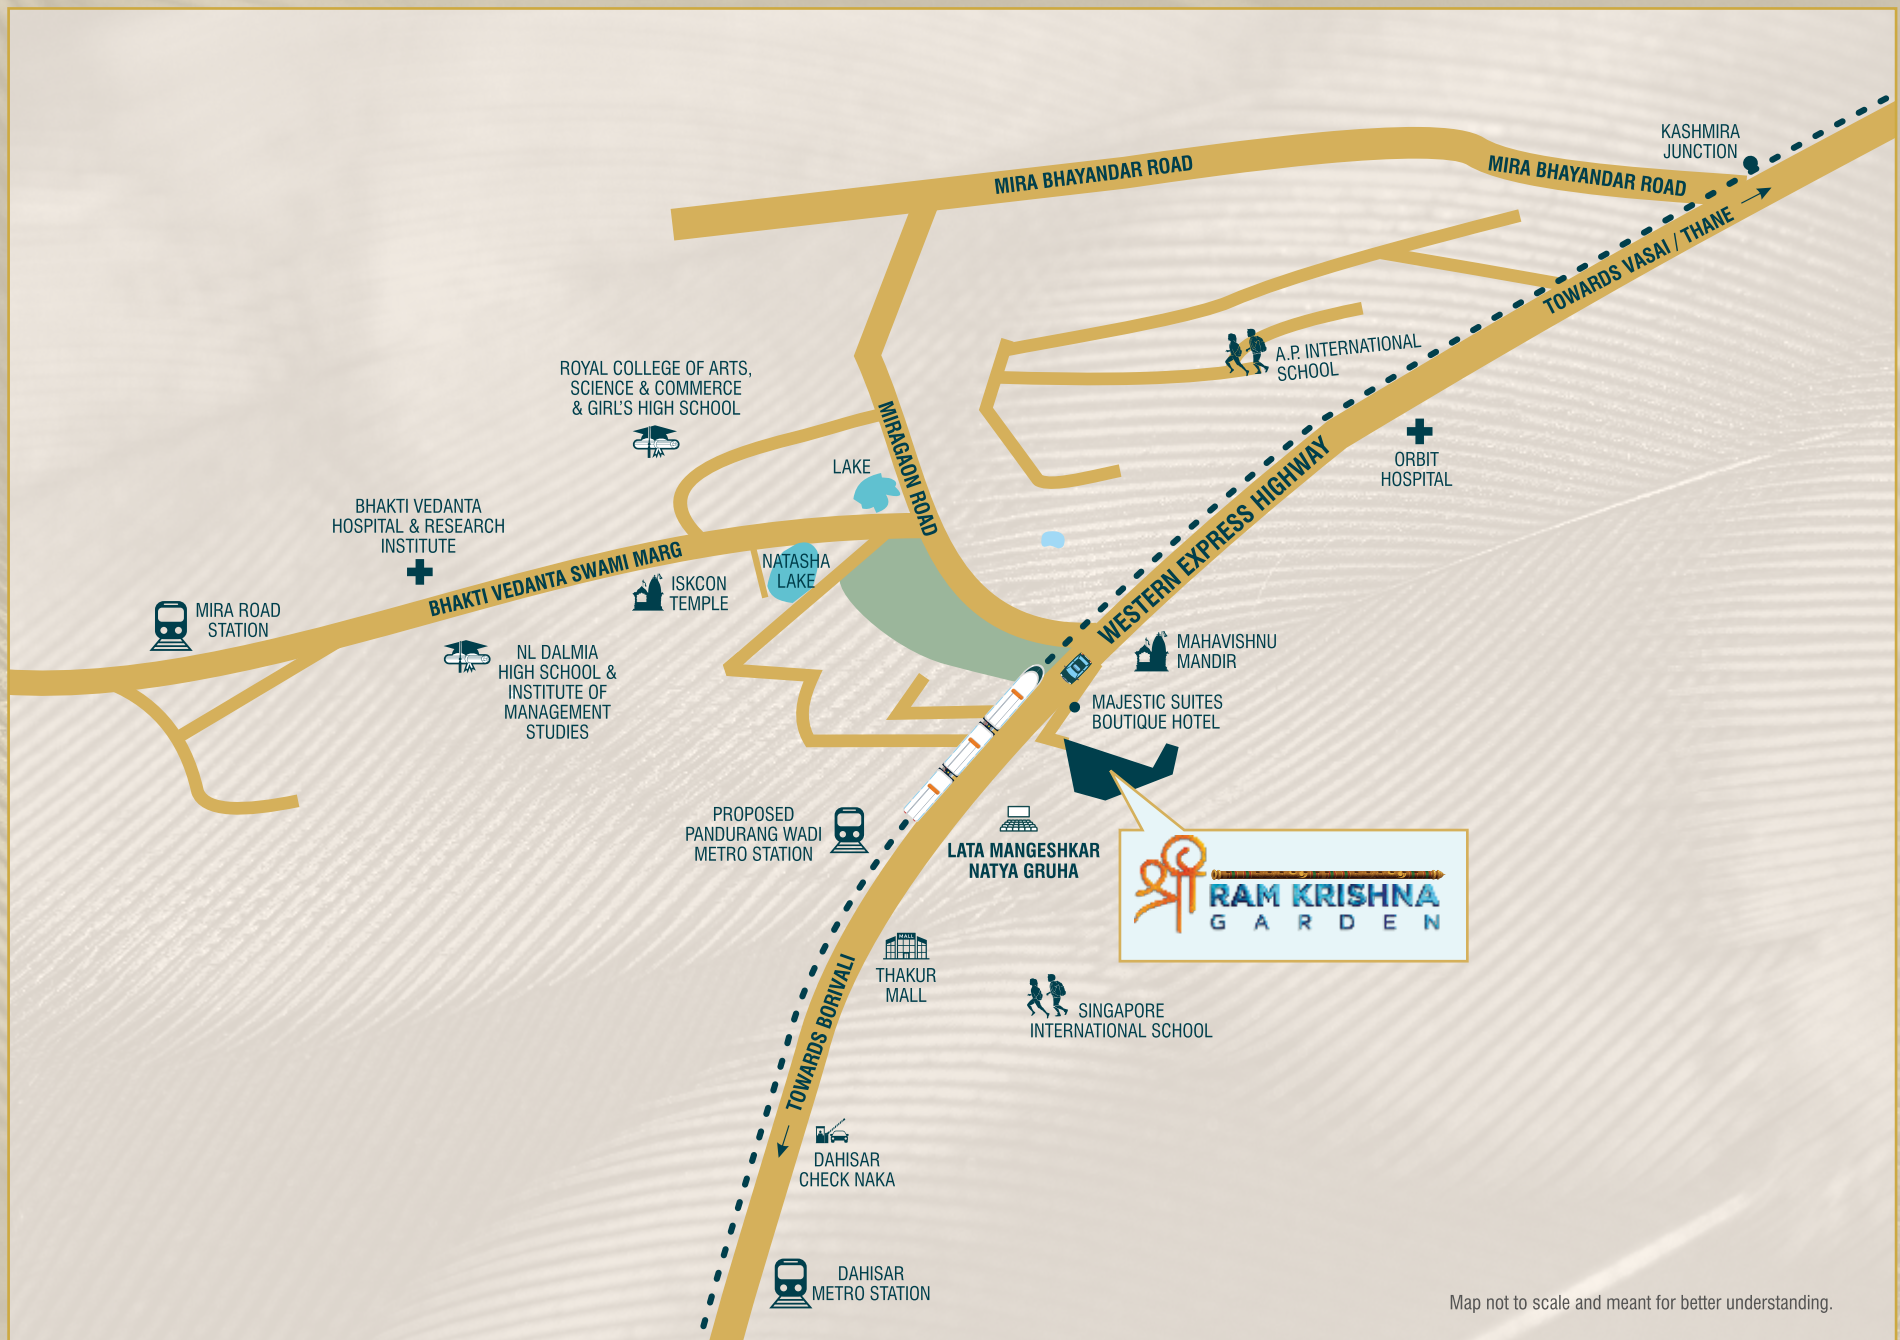 KASHMIRA
JUNCTION
MIRA BHAYANDAR ROAD
MIRA BHAYANDAR ROAD
TOWARDS VASAI / THANE
A.P. INTERNATIONAL
SCHOOL
ROYAL COLLEGE OF ARTS,
SCIENCE & COMMERCE
& GIRL'S HIGH SCHOOL
MIRAGAON ROAD
LAKE
ORBIT
HOSPITAL
WESTERN EXPRESS HIGHWAY
BHAKTI VEDANTA
HOSPITAL & RESEARCH
INSTITUTE
BHAKTI VEDANTA SWAMI MARG
NATASHA
LAKE
ISKCON
TEMPLE
MIRA ROAD
STATION
NL DALMIA
HIGH SCHOOL &
INSTITUTE OF
MANAGEMENT
STUDIES
MAHAVISHNU
MANDIR
MAJESTIC SUITES
BOUTIQUE HOTEL
PROPOSED
PANDURANG WADI
METRO STATION
LATA MANGESHKAR
NATYA GRUHA
श्री
RAM KRISHNA
GARDEN
MALL
THAKUR
MALL
TOWARDS BORIVALI
SINGAPORE
INTERNATIONAL SCHOOL
DAHISAR
CHECK NAKA
DAHISAR
METRO STATION
Map not to scale and meant for better understanding.